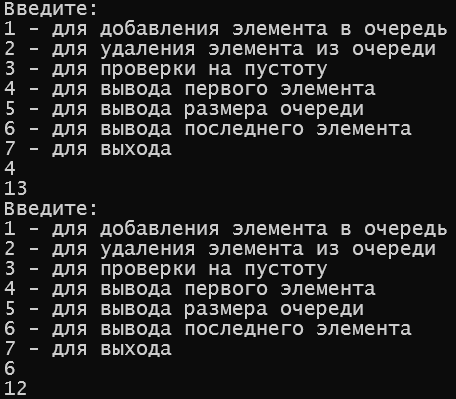 Введите:
1 - для добавления элемента в очередь
2 - для удаления элемента из очереди
3 - для проверки на пустоту
4 - для вывода первого элемента
5 - для вывода размера очереди
6 - для вывода последнего элемента
7 - для выхода
4
13
Введите:
1 - для добавления элемента в очередь
2 - для удаления элемента из очереди
3 - для проверки на пустоту
4 - для вывода первого элемента
5 - для вывода размера очереди
6 - для вывода последнего элемента
7 - для выхода
6
12